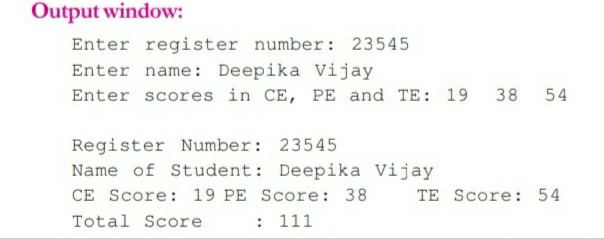 Output window:
Enter register number: 23545
Enter name: Deepika Vijay
Enter scores in CE, PE and TE: 19 38 54
Register Number: 23545
Name of Student: Deepika Vijay
CE Score: 19 PE Score: 38 TE Score: 54
Total Score : 111